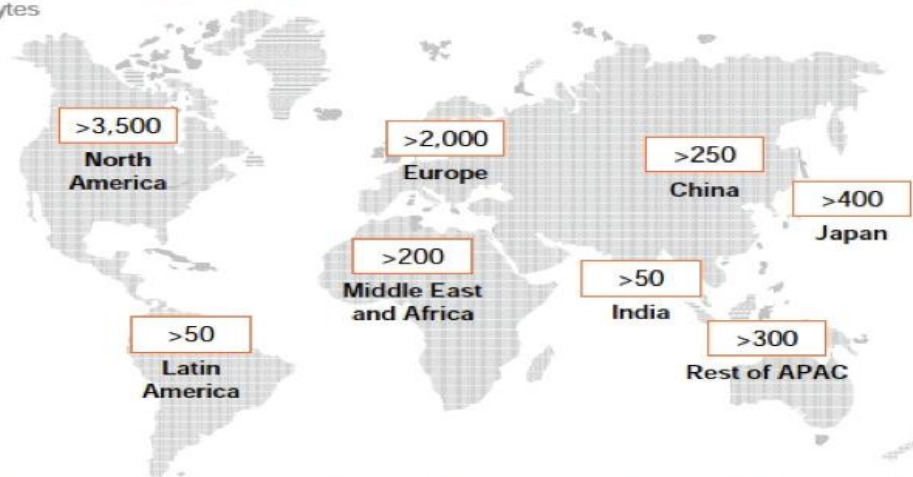 >3,500
North
America
>2,000
Europe
>250
China
>400
Japan
>200
Middle East
and Africa
>50
India
>50
Latin
America
>300
Rest of APAC